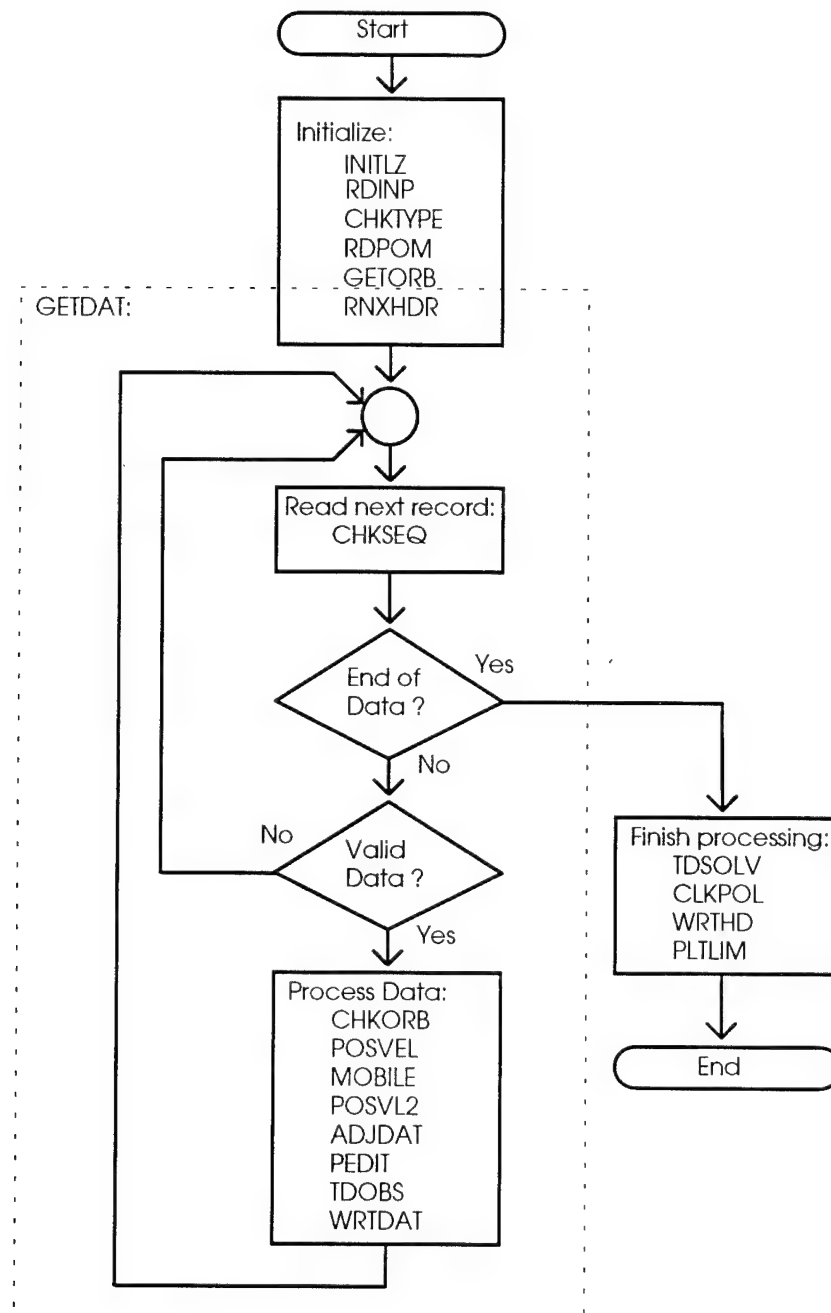 Start
Initialize:
INITLZ
RDINP
CHKTYPE
RDPOM
GETORB
GETDAT:
RNXHDR
Read next record:
CHKSEQ
End of
Data ?
Yes
No
Valid
Data ?
No
Yes
Process Data:
CHKORB
POSVEL
MOBILE
POSVL2
ADJDAT
PEDIT
TDOBS
WRTDAT
Finish processing:
TDSOLV
CLKPOL
WRTHD
PLTLIM
End